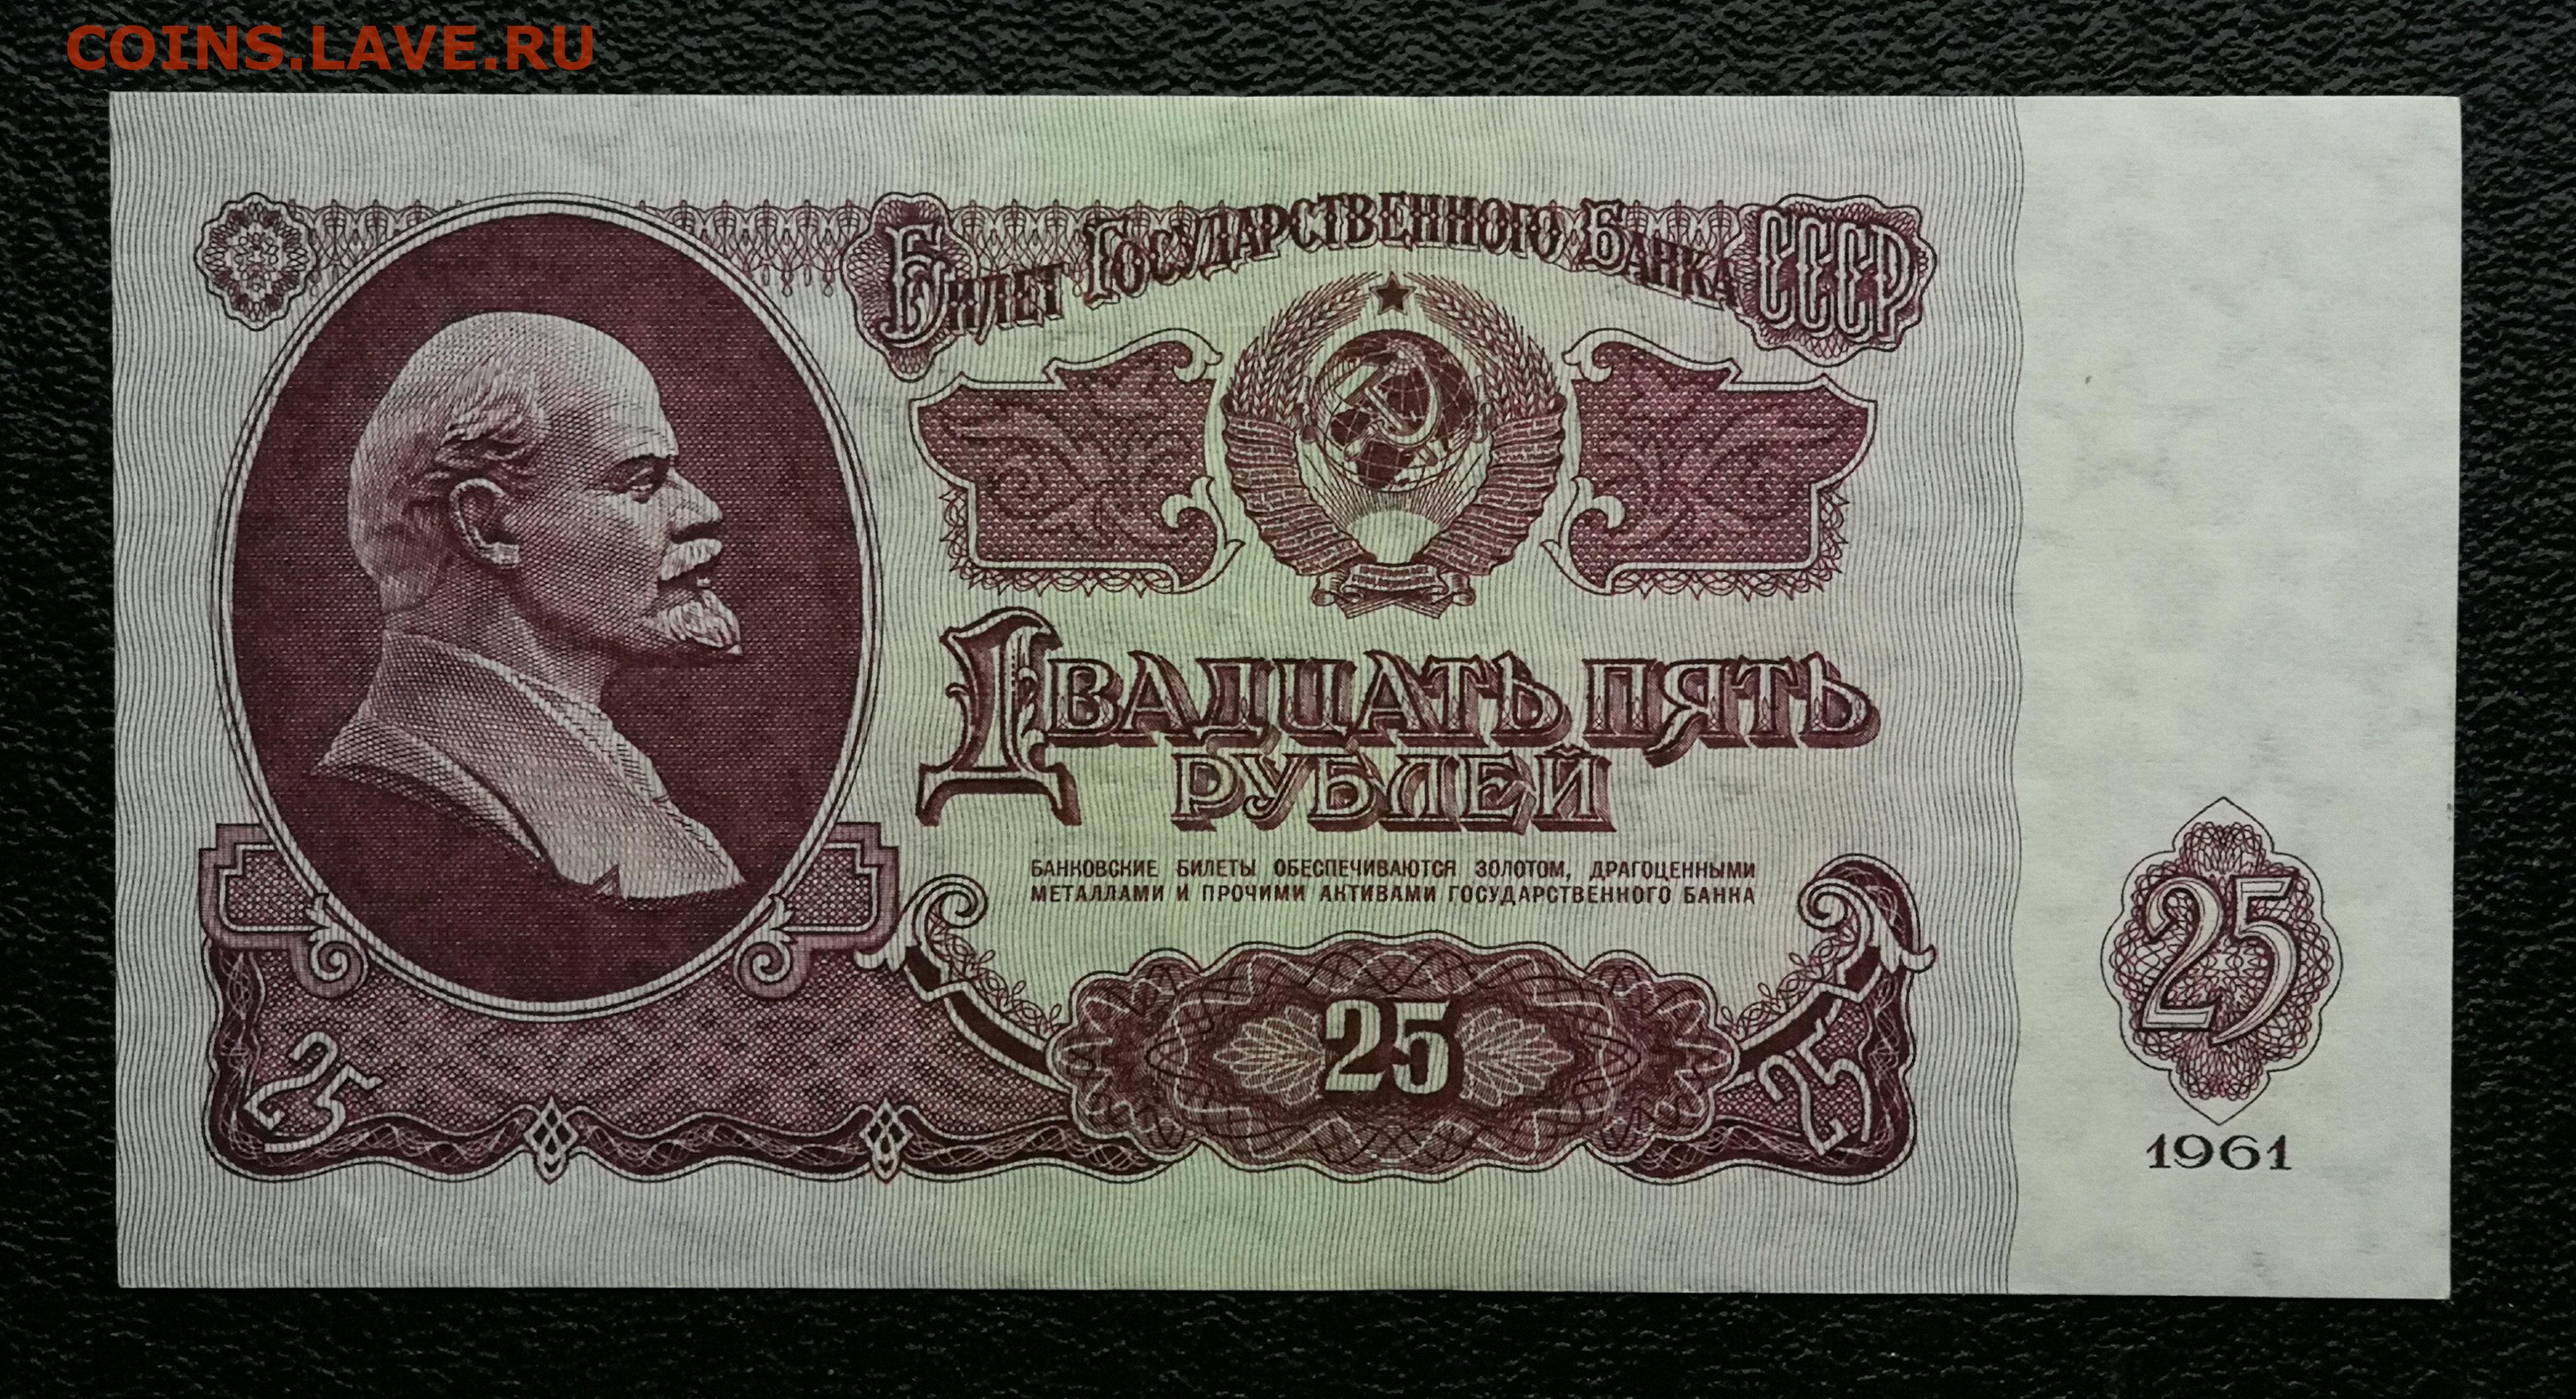 COINS.LAVE.RU
Билет Государственного Банка СССР
Двадцать пять
рублей
БАНКОВСКИЕ БИЛЕТЫ ОБЕСПЕЧИВАЮТСЯ ЗОЛОТОМ, ДРАГОЦЕННЫМИ
МЕТАЛЛАМИ И ПРОЧИМИ АКТИВАМИ ГОСУДАРСТВЕННОГО БАНКА
25
25
25
25
1961